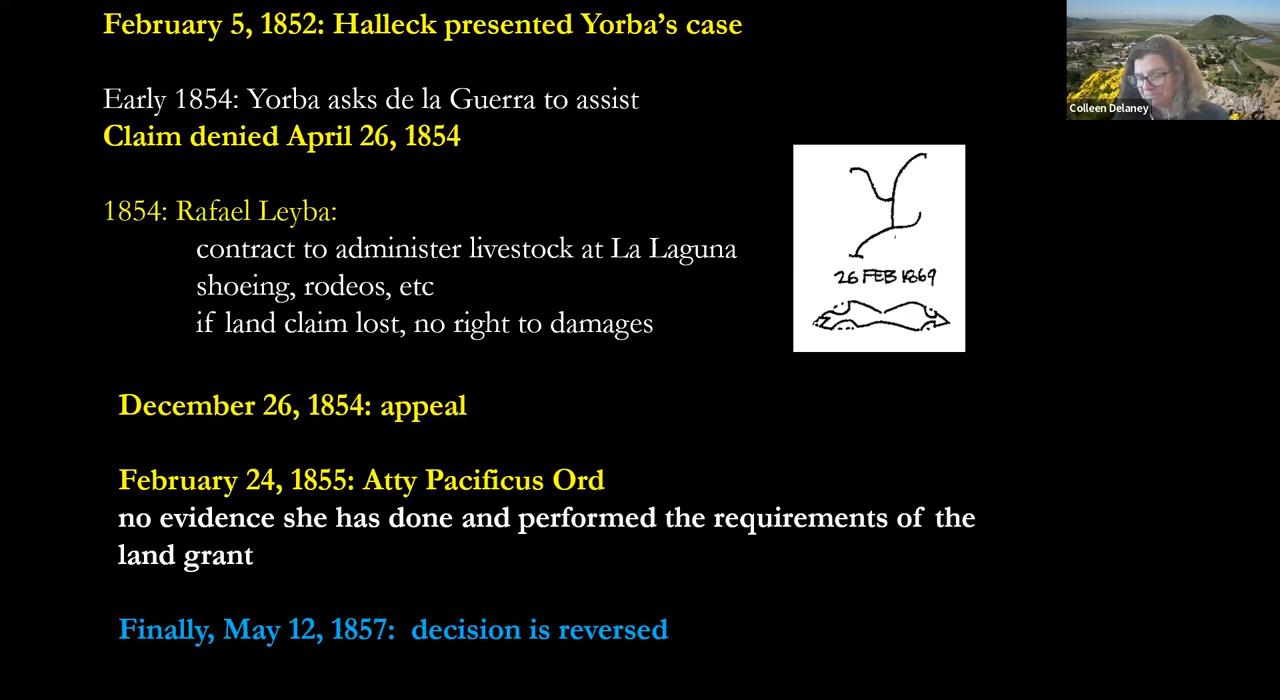 February 5, 1852: Halleck presented Yorba's case
Colleen Delaney
Early 1854: Yorba asks de la Guerra to assist
Claim denied April 26, 1854
1854: Rafael Leyba:
contract to administer livestock at La Laguna
shoeing, rodeos, etc
if land claim lost, no right to damages
26 FEB 1869
December 26, 1854: appeal
February 24, 1855: Atty Pacificus Ord
no evidence she has done and performed the requirements of the
land grant
Finally, May 12, 1857: decision is reversed